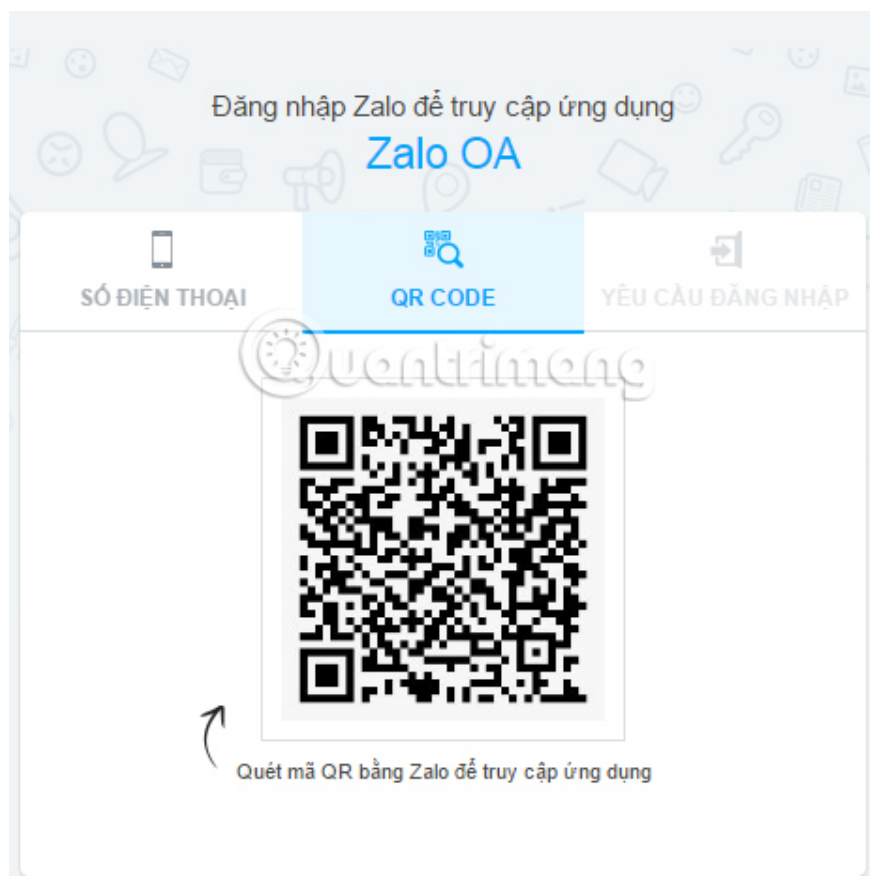 Đăng nhập Zalo để truy cập ứng dụng
Zalo OA
SỐ ĐIỆN THOẠI
QR CODE
YÊU CẦU ĐĂNG NHẬP
Quantrimang
Quét mã QR bằng Zalo để truy cập ứng dụng